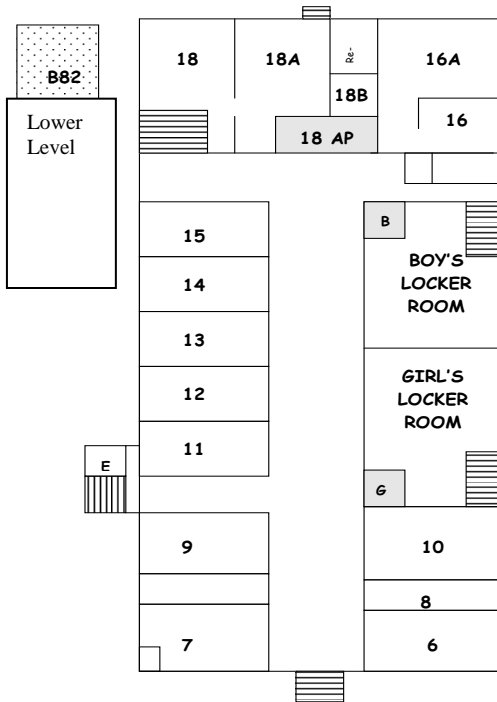 18
18A
Re-
16A
B82
18B
Lower
Level
16
18 AP
B
15
BOY'S
LOCKER
ROOM
14
13
GIRL'S
LOCKER
ROOM
12
11
E
G
9
10
8
7
6